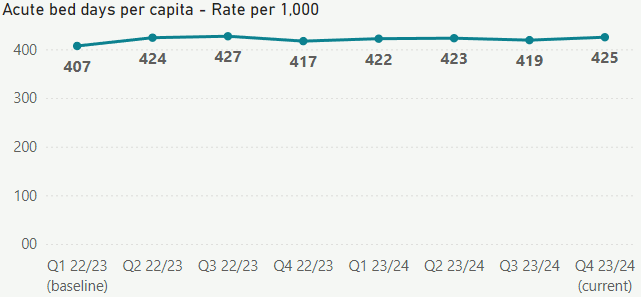 Acute bed days per capita - Rate per 1,000
400
300
200
100
00
407
424
427
417
422
423
419
425
Q1 22/23
(baseline)
Q2 22/23
Q3 22/23
Q4 22/23
Q1 23/24
Q2 23/24
Q3 23/24
Q4 23/24
(current)